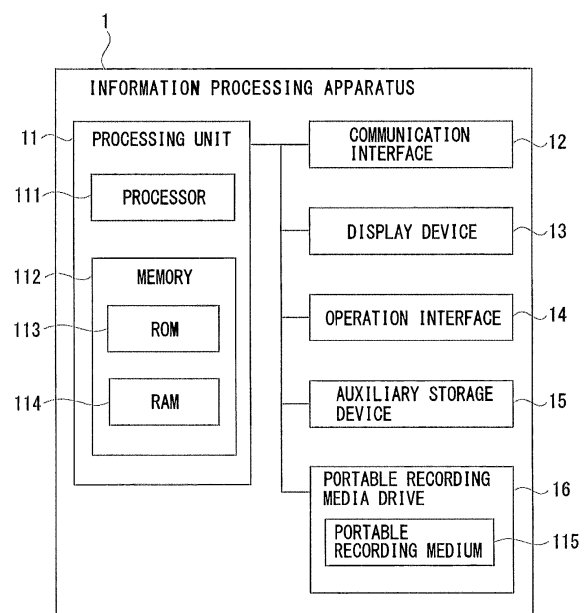 1
INFORMATION PROCESSING APPARATUS
11
PROCESSING UNIT
111
PROCESSOR
112
MEMORY
113
ROM
114
RAM
COMMUNICATION
INTERFACE
12
DISPLAY DEVICE
13
OPERATION INTERFACE
14
AUXILIARY STORAGE
DEVICE
15
PORTABLE RECORDING
MEDIA DRIVE
16
PORTABLE
RECORDING MEDIUM
115